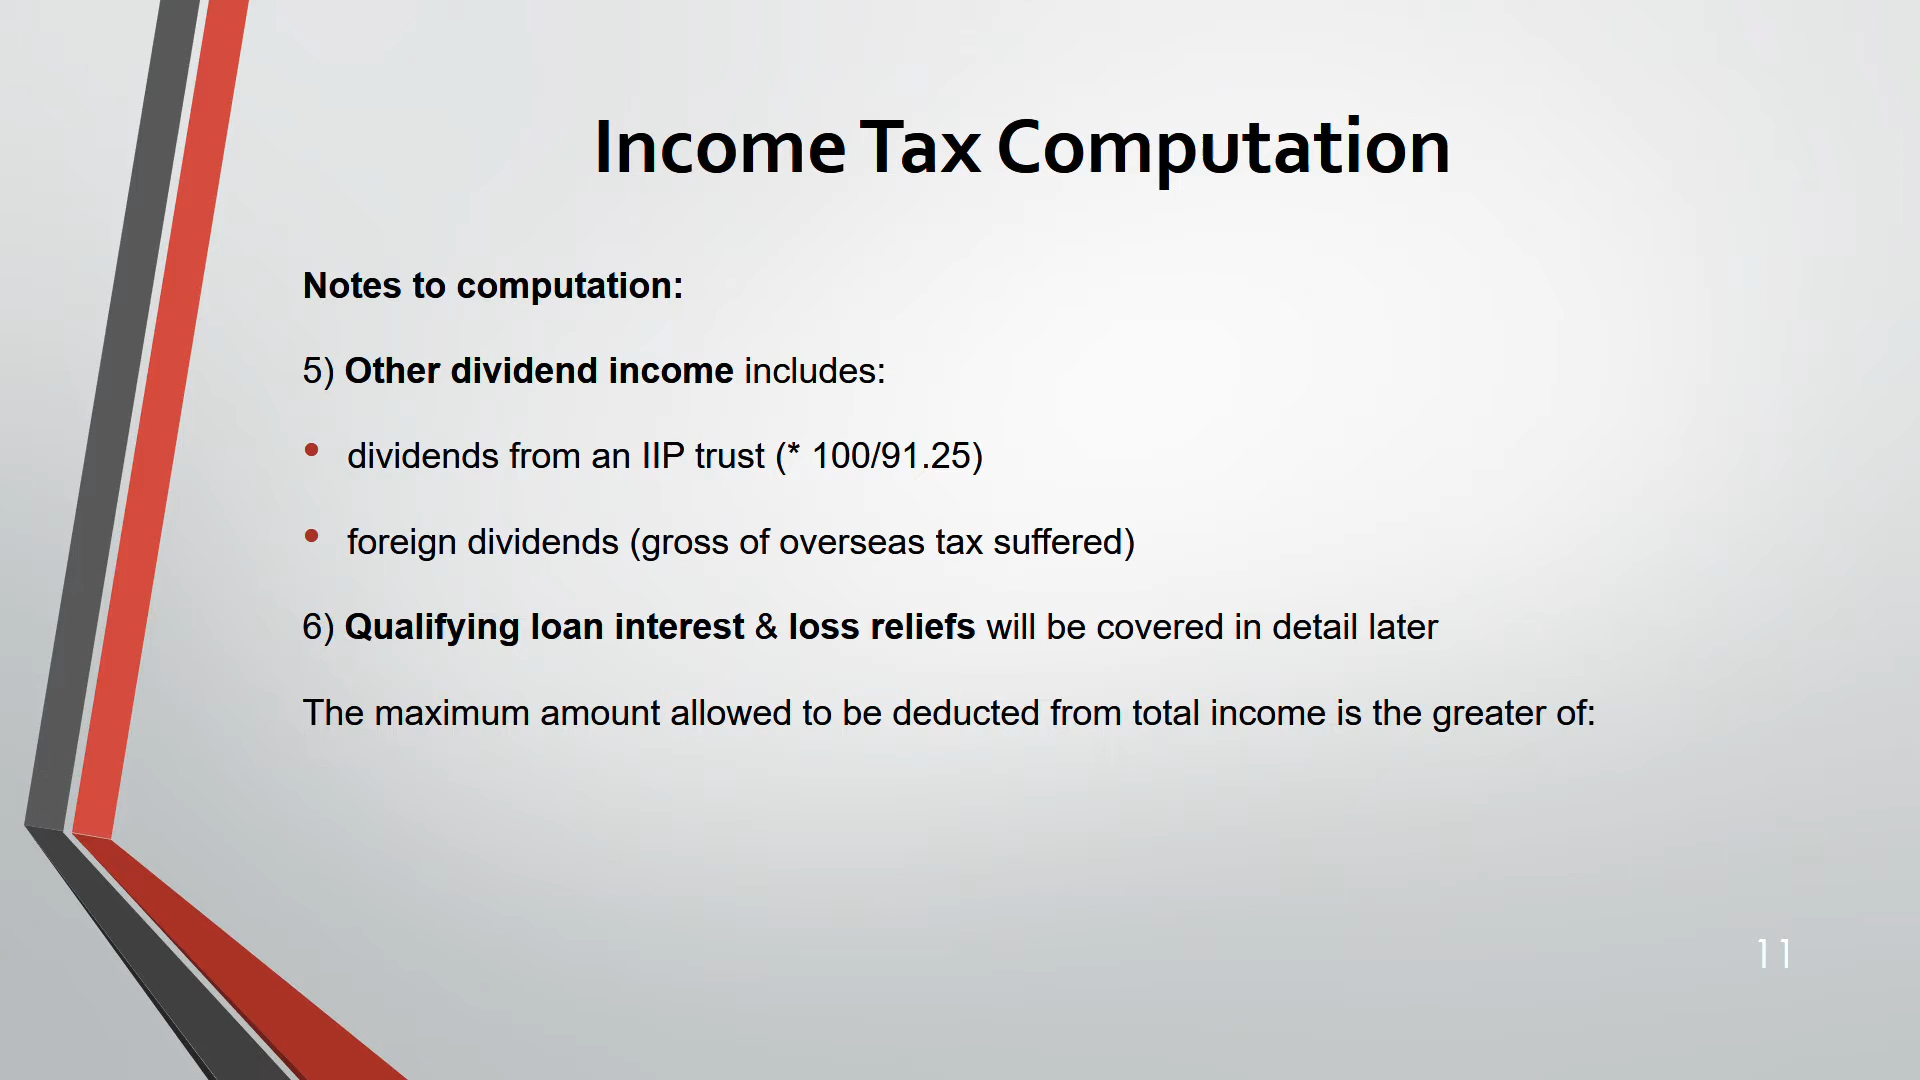 Income Tax Computation
Notes to computation:
5) Other dividend income includes:
• dividends from an IIP trust (* 100/91.25)
• foreign dividends (gross of overseas tax suffered)
6) Qualifying loan interest & loss reliefs will be covered in detail later
The maximum amount allowed to be deducted from total income is the greater of:
11